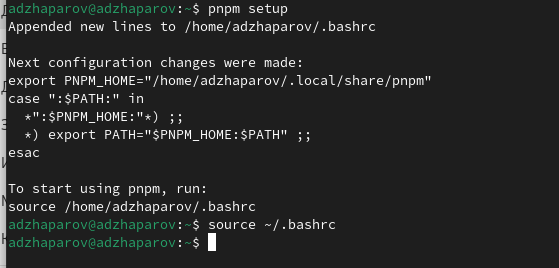 adzhaparov@adzhaparov:~$ pnpm setup
Appended new lines to /home/adzhaparov/.bashrc

Next configuration changes were made:
export PNPM_HOME="/home/adzhaparov/.local/share/pnpm"
case ":$PATH:" in
  *":$PNPM_HOME:"*) ;;
  *) export PATH="$PNPM_HOME:$PATH" ;;
esac

To start using pnpm, run:
source /home/adzhaparov/.bashrc
adzhaparov@adzhaparov:~$ source ~/.bashrc
adzhaparov@adzhaparov:~$